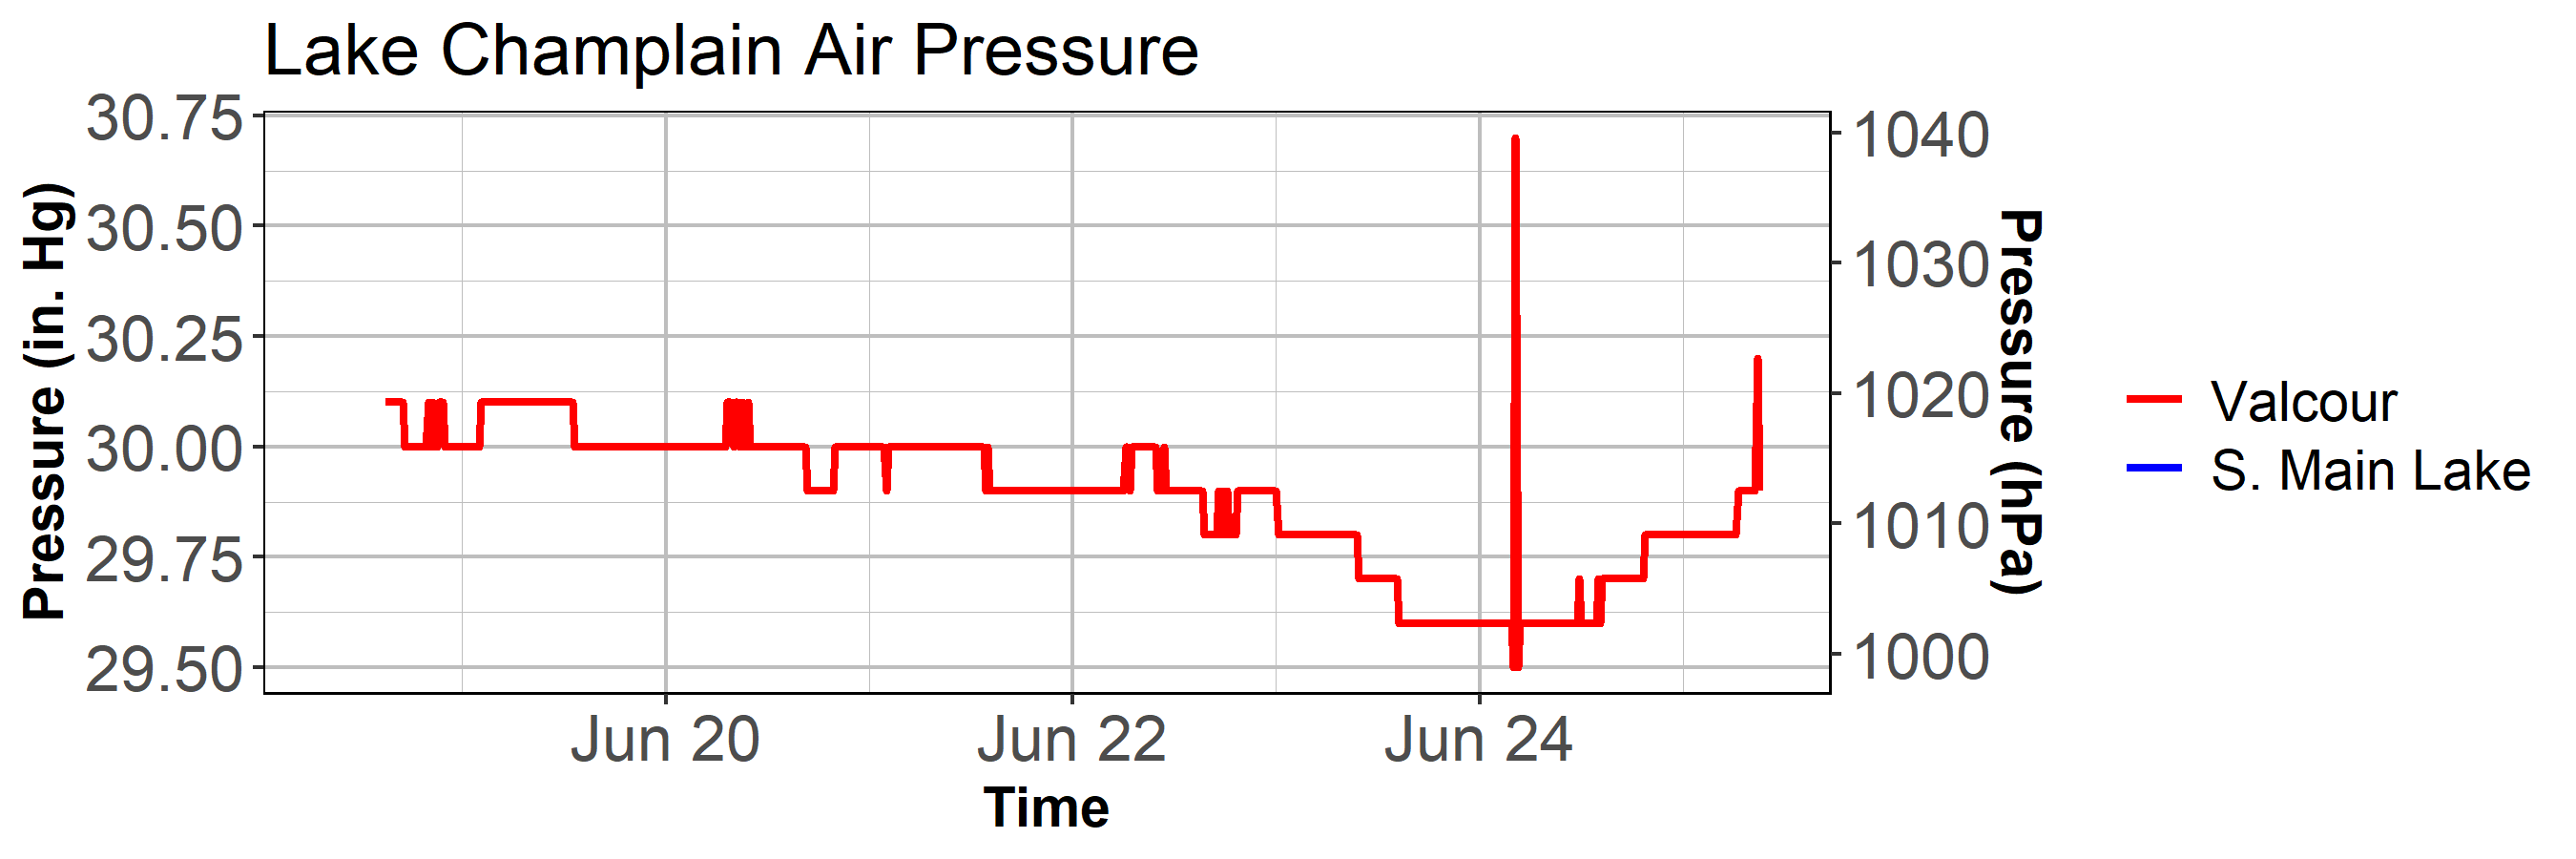 Lake Champlain Air Pressure
Pressure (in. Hg)
30.75
30.50
30.25
30.00
29.75
29.50
1040
1030
1020
1010
1000
Pressure (hPa)
Jun 20 Jun 22 Jun 24
Time
Valcour
S. Main Lake